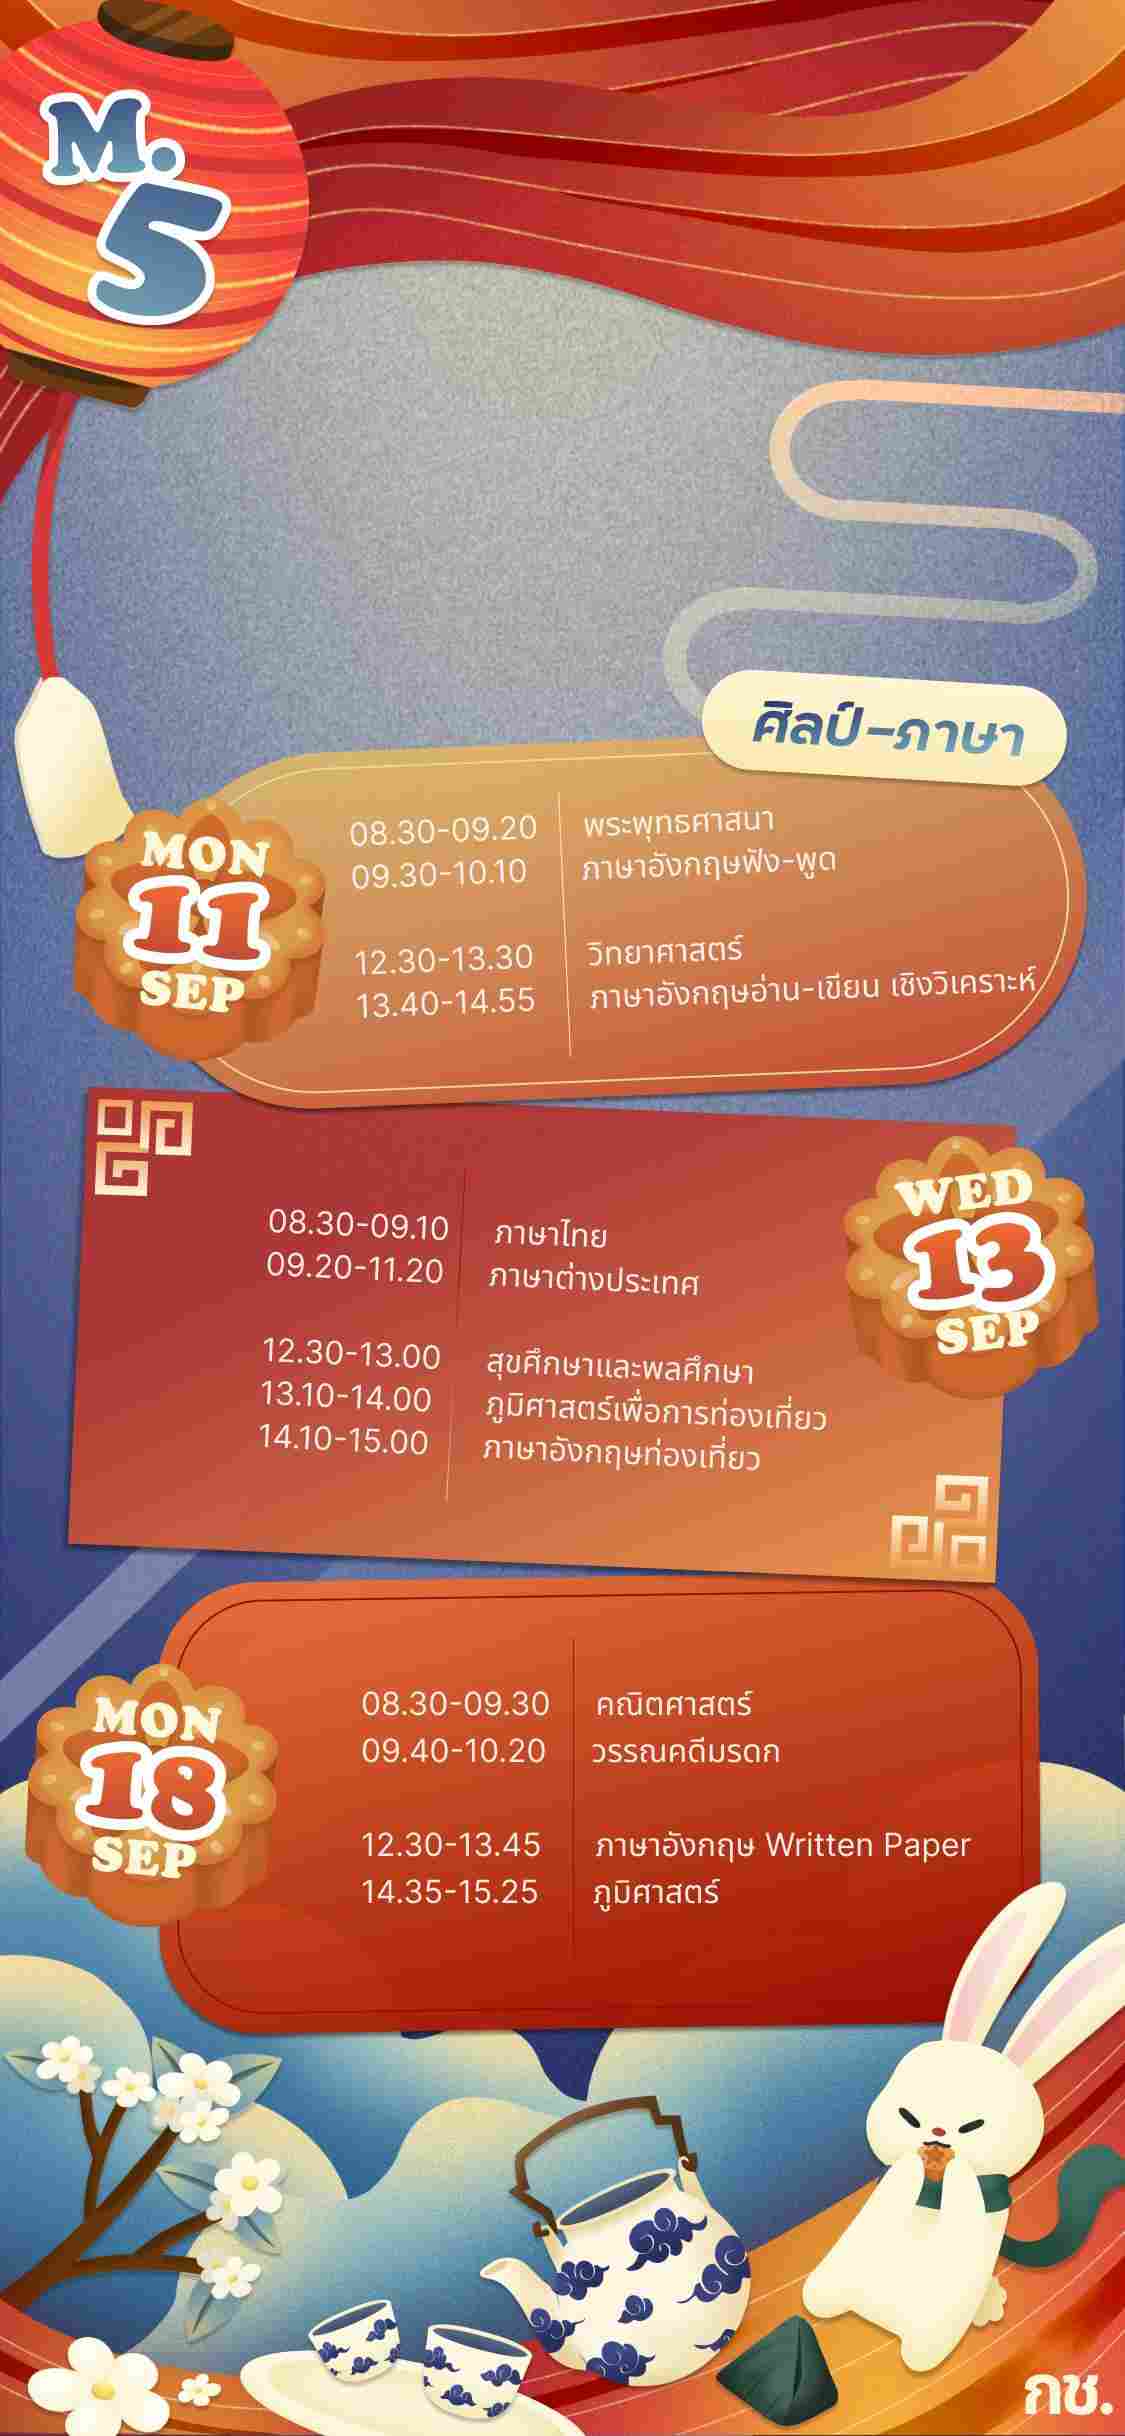 M.
5
ศิลป์-ภาษา
MON
11
SEP
08.30-09.20 พระพุทธศาสนา
09.30-10.10 ภาษาอังกฤษฟัง-พูด
12.30-13.30 วิทยาศาสตร์
13.40-14.55 ภาษาอังกฤษอ่าน-เขียน เชิงวิเคราะห์
WED
13
SEP
08.30-09.10 ภาษาไทย
09.20-11.20 ภาษาต่างประเทศ
12.30-13.00 สุขศึกษาและพลศึกษา
13.10-14.00 ภูมิศาสตร์เพื่อการท่องเที่ยว
14.10-15.00 ภาษาอังกฤษท่องเที่ยว
MON
18
SEP
08.30-09.30 คณิตศาสตร์
09.40-10.20 วรรณคดีมรดก
12.30-13.45 ภาษาอังกฤษ Written Paper
14.35-15.25 ภูมิศาสตร์
กช.